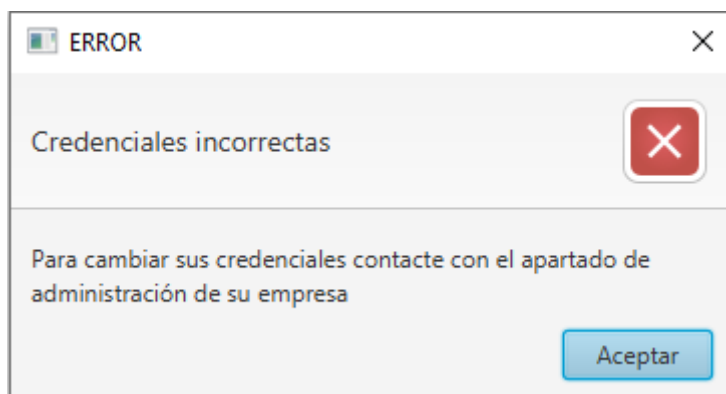 ERROR
Credenciales incorrectas
Para cambiar sus credenciales contacte con el apartado de
administración de su empresa
Aceptar